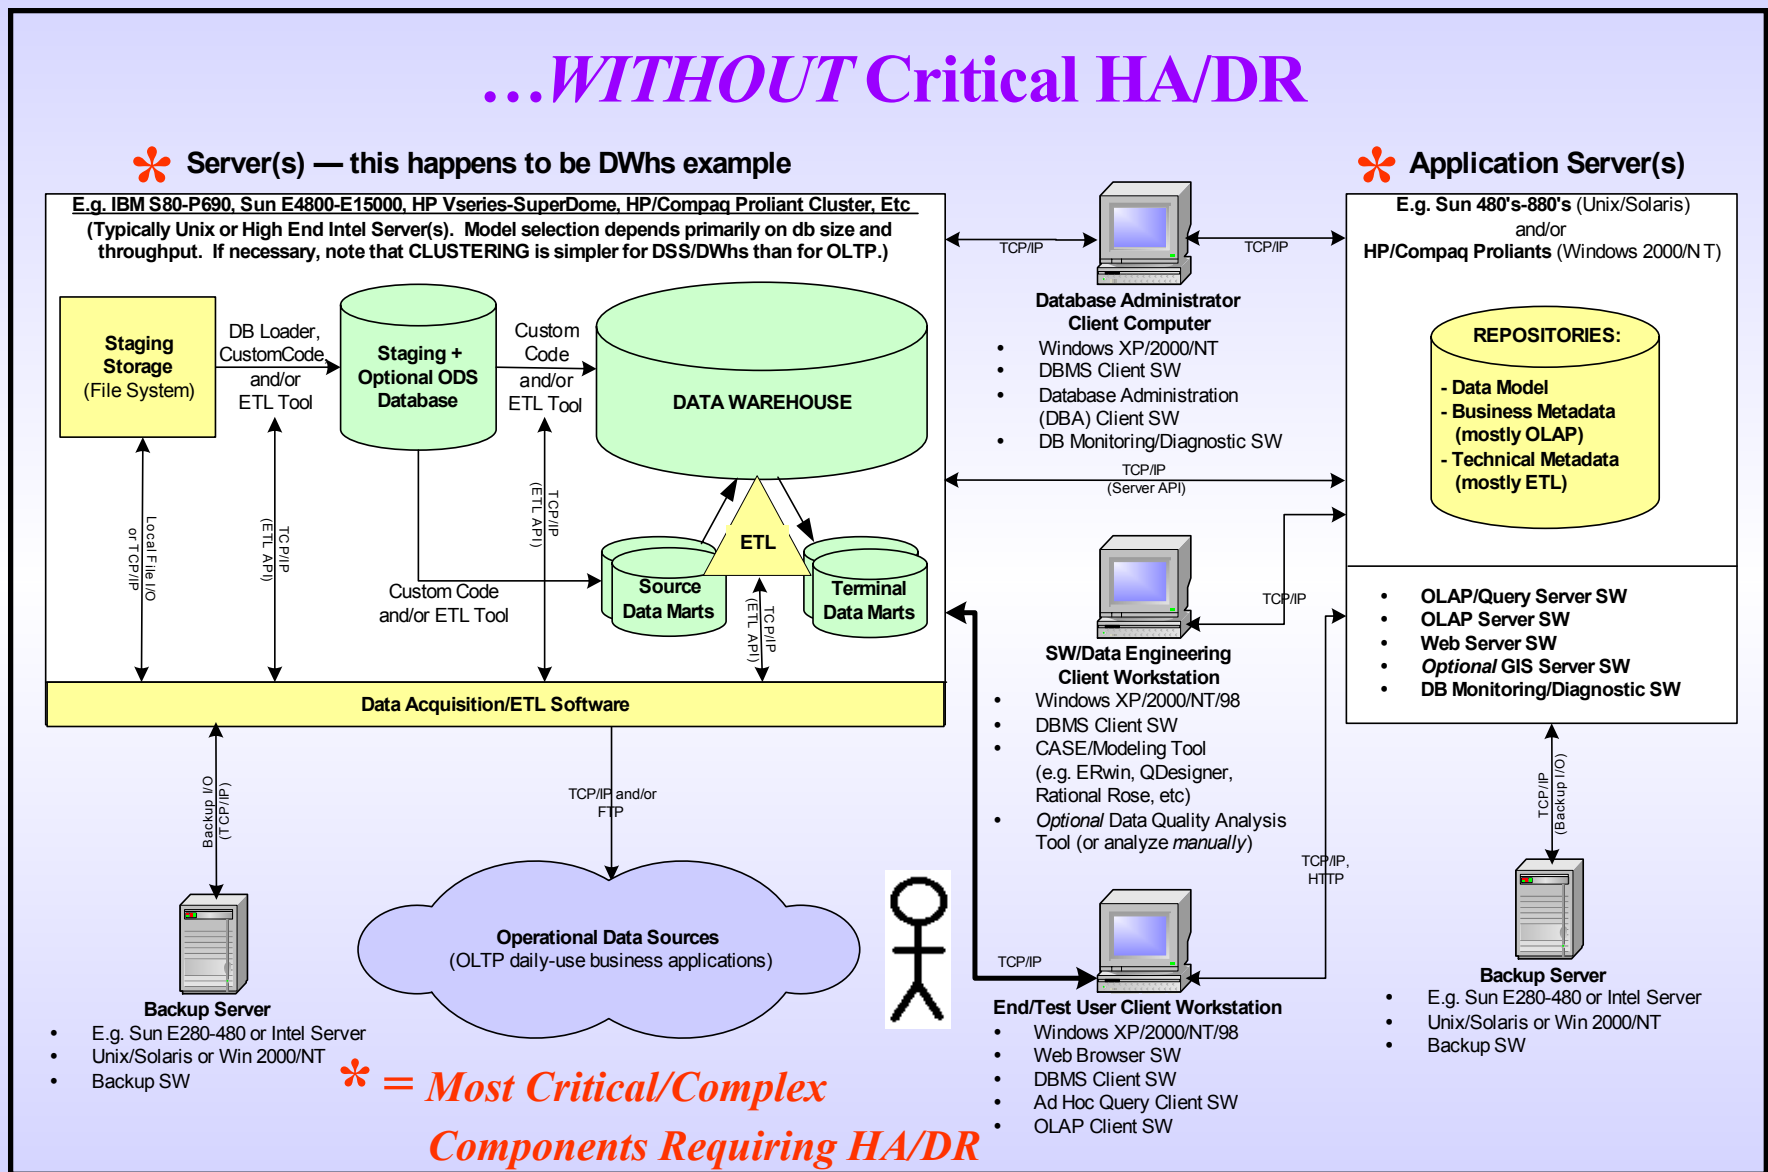 ...WITHOUT Critical HA/DR
* Server(s) — this happens to be DWhs example
E.g. IBM S80-P690, Sun E4800-E15000, HP Vseries-SuperDome, HP/Compaq Proliant Cluster, Etc
(Typically Unix or High End Intel Server(s). Model selection depends primarily on db size and
throughput. If necessary, note that CLUSTERING is simpler for DSS/DWhs than for OLTP.)
Staging
Storage
(File System)
DB Loader,
CustomCode,
and/or
ETL Tool
Staging +
Optional ODS
Database
Custom
Code
and/or
ETL Tool
DATA WAREHOUSE
Local File I/O
or TCP/IP
TCP/IP
(ETL API)
Custom Code
and/or ETL Tool
TCP/IP
(ETL API)
Source
Data Marts
ETL
TCP/IP
(ETL API)
Terminal
Data Marts
Data Acquisition/ETL Software
Backup I/O
(TCP/IP)
TCP/IP and/or
FTP
Operational Data Sources
(OLTP daily-use business applications)
Backup Server
• E.g. Sun E280-480 or Intel Server
• Unix/Solaris or Win 2000/NT
• Backup SW
* = Most Critical/Complex
Components Requiring HA/DR
TCP/IP
TCP/IP
Database Administrator
Client Computer
• Windows XP/2000/NT
• DBMS Client SW
• Database Administration
(DBA) Client SW
• DB Monitoring/Diagnostic SW
TCP/IP
(Server API)
TCP/IP
SW/Data Engineering
Client Workstation
• Windows XP/2000/NT/98
• DBMS Client SW
• CASE/Modeling Tool
(e.g. ERwin, QDesigner,
Rational Rose, etc)
• Optional Data Quality Analysis
Tool (or analyze manually)
TCP/IP,
HTTP
TCP/IP
End/Test User Client Workstation
• Windows XP/2000/NT/98
• Web Browser SW
• DBMS Client SW
• Ad Hoc Query Client SW
• OLAP Client SW
* Application Server(s)
E.g. Sun 480's-880's (Unix/Solaris)
and/or
HP/Compaq Proliants (Windows 2000/NT)
REPOSITORIES:
- Data Model
- Business Metadata
(mostly OLAP)
- Technical Metadata
(mostly ETL)
• OLAP/Query Server SW
• OLAP Server SW
• Web Server SW
• Optional GIS Server SW
• DB Monitoring/Diagnostic SW
TCP/IP
(Backup I/O)
Backup Server
• E.g. Sun E280-480 or Intel Server
• Unix/Solaris or Win 2000/NT
• Backup SW